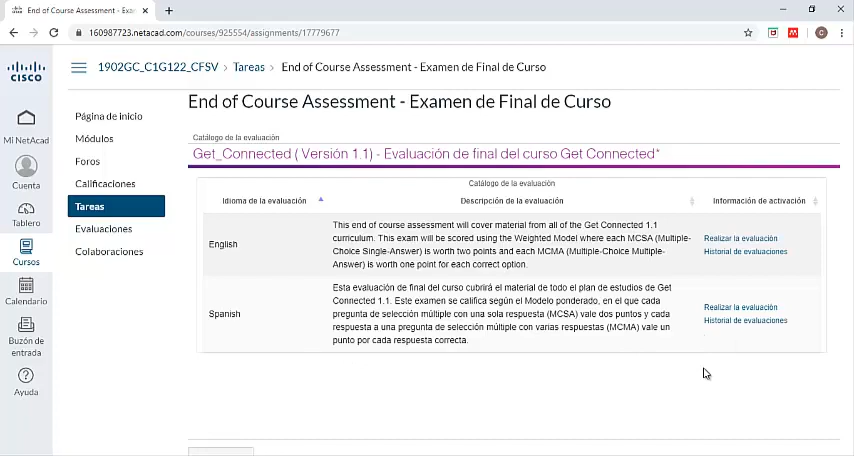 End of Course Assessment - Exam
160987723.netacad.com/courses/925554/assignments/17779677
C
CISCO
1902GC_C1G122_CFSV > Tareas > End of Course Assessment - Examen de Final de Curso
Mi NetAcad
Cuenta
Tablero
Cursos
Calendario
Buzón de
entrada
Ayuda
Página de inicio
Módulos
Foros
Calificaciones
Tareas
Evaluaciones
Colaboraciones
End of Course Assessment - Examen de Final de Curso
Catálogo de la evaluación
Get_Connected ( Versión 1.1) - Evaluación de final del curso Get Connected*
Catálogo de la evaluación
Idioma de la evaluación Descripción de la evaluación Información de activación
English
This end of course assessment will cover material from all of the Get Connected 1.1
curriculum. This exam will be scored using the Weighted Model where each MCSA (Multiple-
Choice Single-Answer) is worth two points and each MCMA (Multiple-Choice Multiple-
Answer) is worth one point for each correct option.
Realizar la evaluación
Historial de evaluaciones
Spanish
Esta evaluación de final del curso cubrirá el material de todo el plan de estudios de Get
Connected 1.1. Este examen se califica según el Modelo ponderado, en el que cada
pregunta de selección múltiple con una sola respuesta (MCSA) vale dos puntos y cada
respuesta a una pregunta de selección múltiple con varias respuestas (MCMA) vale un
punto por cada respuesta correcta.
Realizar la evaluación
Historial de evaluaciones